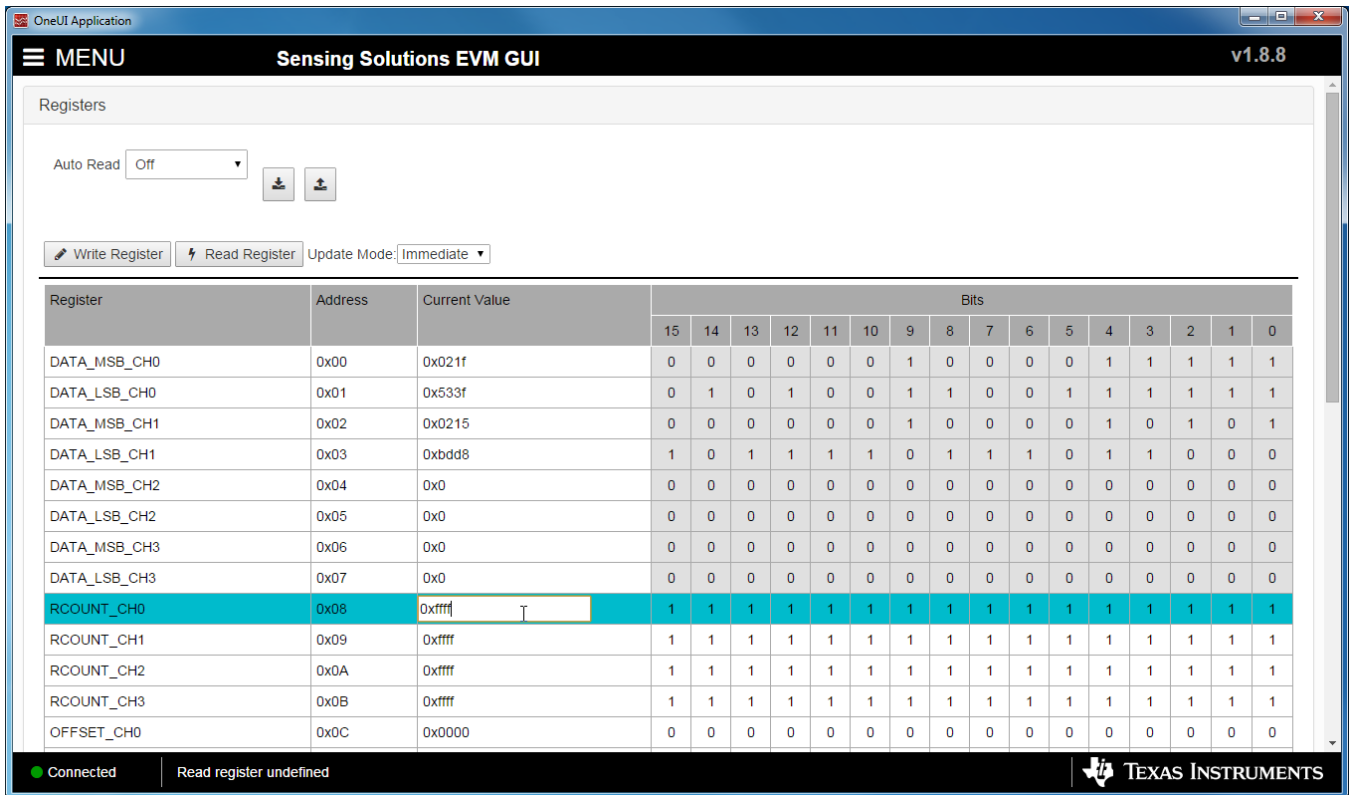 OneUI Application
MENU Sensing Solutions EVM GUI v1.8.8
Registers
Auto Read Off
Write Register Read Register Update Mode: Immediate
Register Address Current Value Bits
15 14 13 12 11 10 9 8 7 6 5 4 3 2 1 0
DATA_MSB_CH0 0x00 0x021f 0 0 0 0 0 0 1 0 0 0 0 1 1 1 1 1
DATA_LSB_CH0 0x01 0x533f 0 1 0 1 0 0 1 1 0 0 1 1 1 1 1 1
DATA_MSB_CH1 0x02 0x0215 0 0 0 0 0 0 1 0 0 0 0 1 0 1 0 1
DATA_LSB_CH1 0x03 0xbdd8 1 0 1 1 1 1 0 1 1 1 0 1 1 0 0 0
DATA_MSB_CH2 0x04 0x0 0 0 0 0 0 0 0 0 0 0 0 0 0 0 0 0
DATA_LSB_CH2 0x05 0x0 0 0 0 0 0 0 0 0 0 0 0 0 0 0 0 0
DATA_MSB_CH3 0x06 0x0 0 0 0 0 0 0 0 0 0 0 0 0 0 0 0 0
DATA_LSB_CH3 0x07 0x0 0 0 0 0 0 0 0 0 0 0 0 0 0 0 0 0
RCOUNT_CH0 0x08 0xffff 1 1 1 1 1 1 1 1 1 1 1 1 1 1 1 1
RCOUNT_CH1 0x09 0xffff 1 1 1 1 1 1 1 1 1 1 1 1 1 1 1 1
RCOUNT_CH2 0x0A 0xffff 1 1 1 1 1 1 1 1 1 1 1 1 1 1 1 1
RCOUNT_CH3 0x0B 0xffff 1 1 1 1 1 1 1 1 1 1 1 1 1 1 1 1
OFFSET_CH0 0x0C 0x0000 0 0 0 0 0 0 0 0 0 0 0 0 0 0 0 0
Connected Read register undefined TEXAS INSTRUMENTS